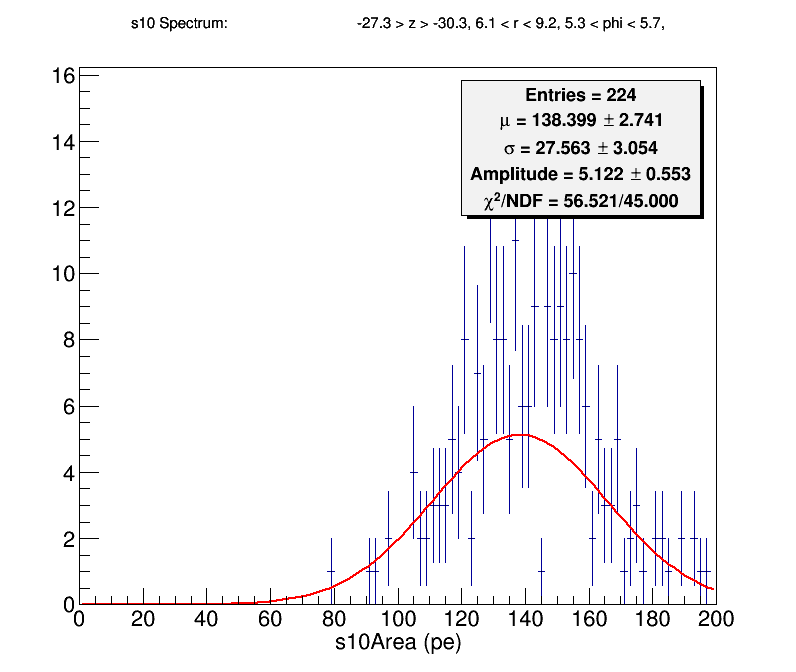 s10 Spectrum: -27.3 > z > -30.3, 6.1 < r < 9.2, 5.3 < phi < 5.7,
Entries = 224
μ = 138.399 ± 2.741
σ = 27.563 ± 3.054
Amplitude = 5.122 ± 0.553
χ²/NDF = 56.521/45.000
16
14
12
10
8
6
4
2
0
0 20 40 60 80 100 120 140 160 180 200
s10Area (pe)